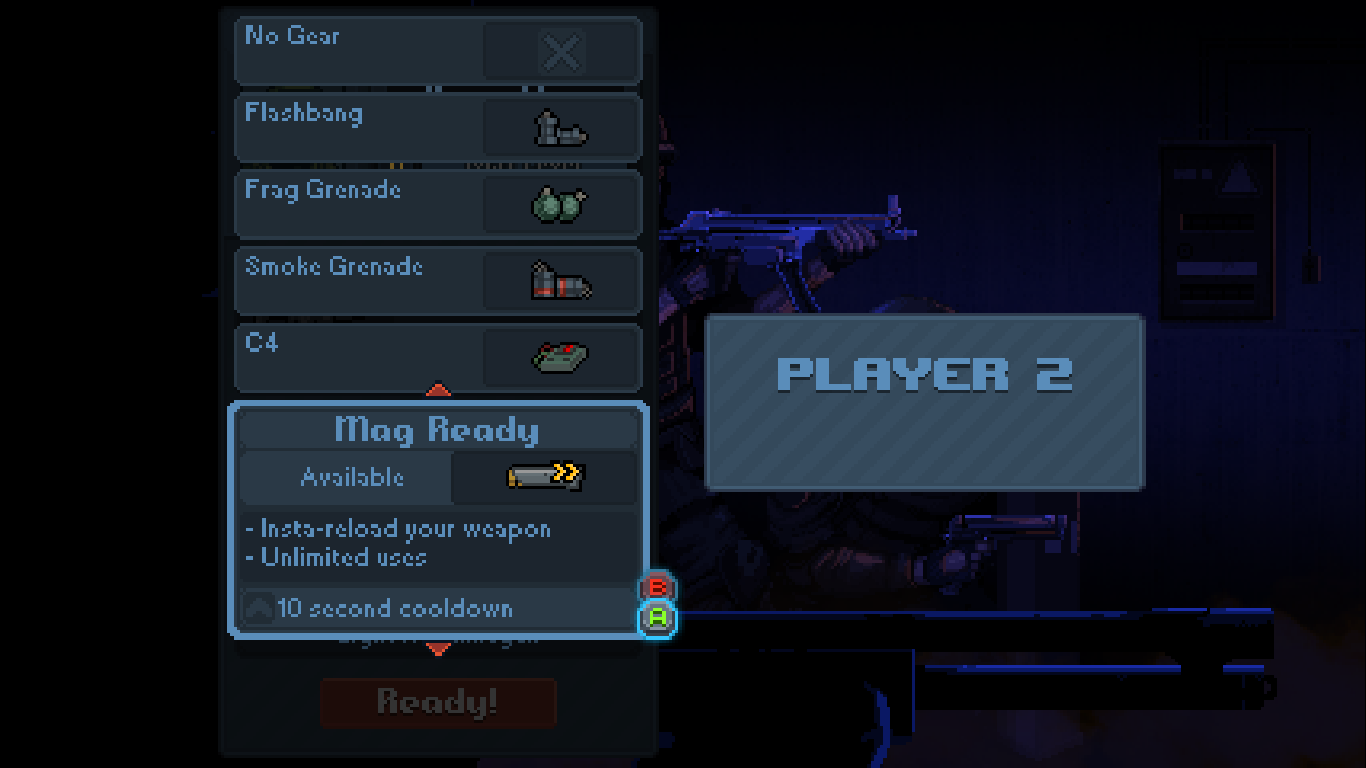 No Gear
Flashbang
Frag Grenade
Smoke Grenade
C4
Mag Ready
Available
- Insta-reload your weapon
- Unlimited uses
10 second cooldown
B
A
Ready!
PLAYER 2